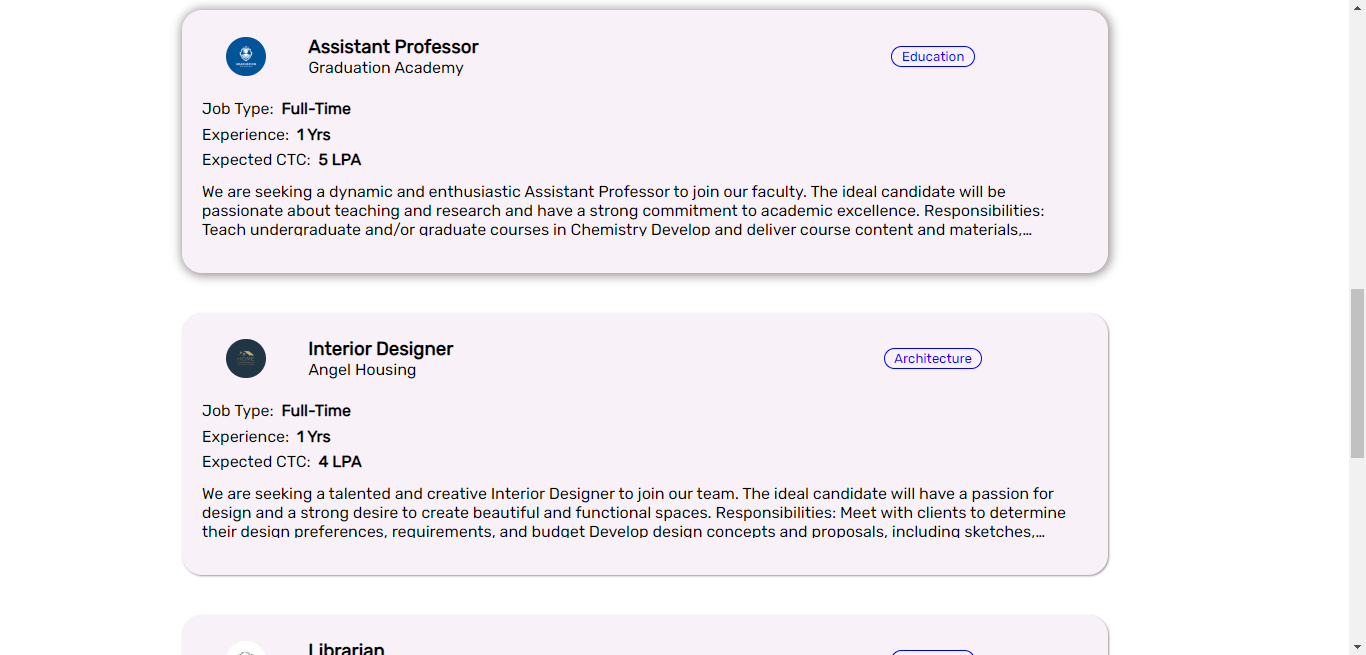 Assistant Professor
Graduation Academy
Education
Job Type: Full-Time
Experience: 1 Yrs
Expected CTC: 5 LPA
We are seeking a dynamic and enthusiastic Assistant Professor to join our faculty. The ideal candidate will be
passionate about teaching and research and have a strong commitment to academic excellence. Responsibilities:
Teach undergraduate and/or graduate courses in Chemistry Develop and deliver course content and materials,…
Interior Designer
Angel Housing
Architecture
Job Type: Full-Time
Experience: 1 Yrs
Expected CTC: 4 LPA
We are seeking a talented and creative Interior Designer to join our team. The ideal candidate will have a passion for
design and a strong desire to create beautiful and functional spaces. Responsibilities: Meet with clients to determine
their design preferences, requirements, and budget Develop design concepts and proposals, including sketches,…
Librarian